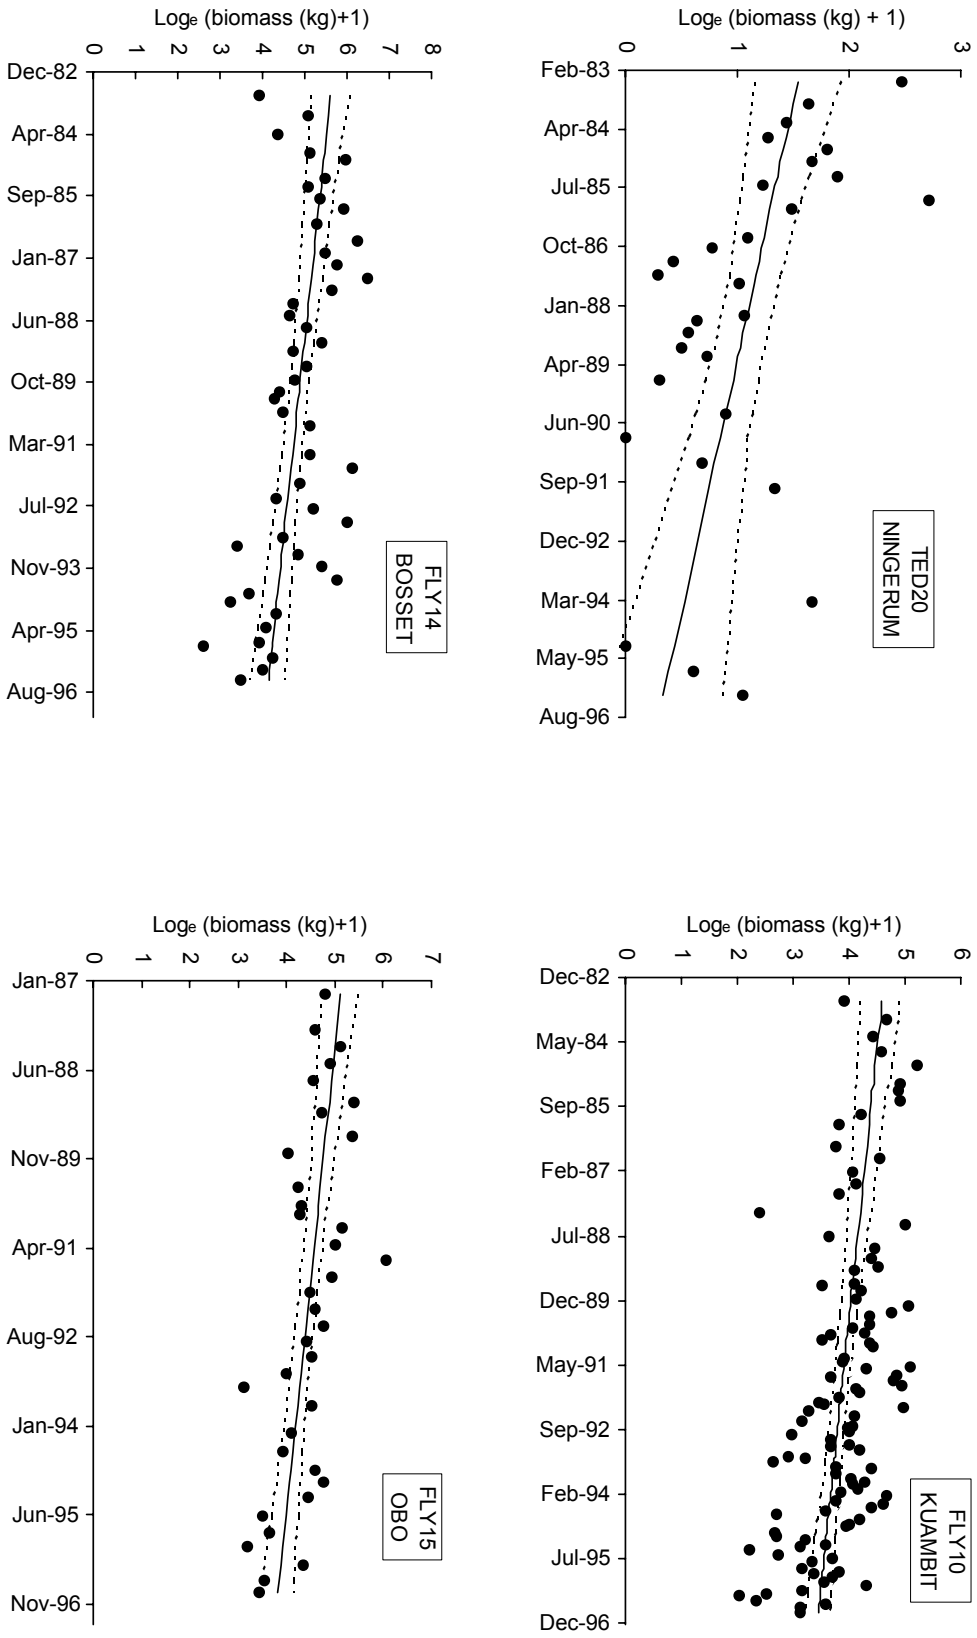 Logₑ (biomass (kg)+1)
0 1 2 3 4 5 6 7 8
Dec-82
Apr-84
Sep-85
Jan-87
Jun-88
Oct-89
Mar-91
Jul-92
Nov-93
Apr-95
Aug-96
FLY14
BOSSET
Logₑ (biomass (kg) + 1)
0 1 2 3
Feb-83
Apr-84
Jul-85
Oct-86
Jan-88
Apr-89
Jun-90
Sep-91
Dec-92
Mar-94
May-95
Aug-96
TED20
NINGERUM
Logₑ (biomass (kg)+1)
0 1 2 3 4 5 6 7
Jan-87
Jun-88
Nov-89
Apr-91
Aug-92
Jan-94
Jun-95
Nov-96
FLY15
OBO
Logₑ (biomass (kg)+1)
0 1 2 3 4 5 6
Dec-82
May-84
Sep-85
Feb-87
Jul-88
Dec-89
May-91
Sep-92
Feb-94
Jul-95
Dec-96
FLY10
KUAMBIT